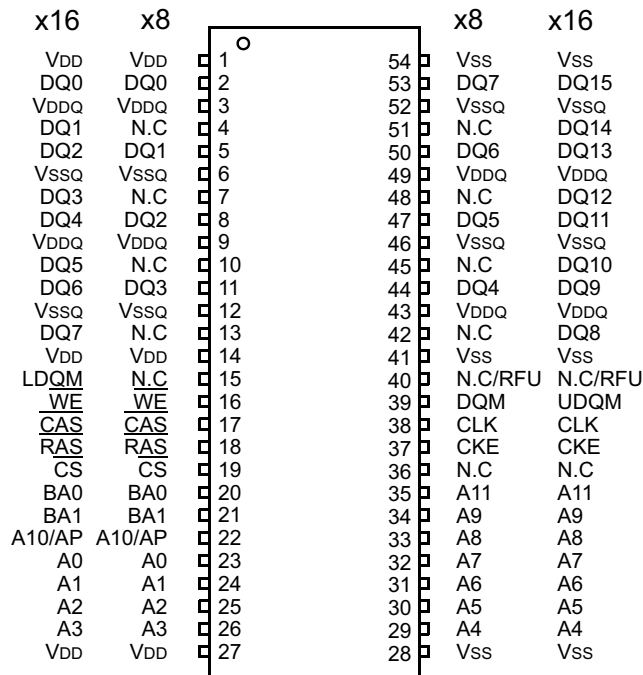 x16 x8 x8 x16
VDD VDD 1 54 VSS VSS
DQ0 DQ0 2 53 DQ7 DQ15
VDDQ VDDQ 3 52 VSSQ VSSQ
DQ1 N.C 4 51 N.C DQ14
DQ2 DQ1 5 50 DQ6 DQ13
VSSQ VSSQ 6 49 VDDQ VDDQ
DQ3 N.C 7 48 N.C DQ12
DQ4 DQ2 8 47 DQ5 DQ11
VDDQ VDDQ 9 46 VSSQ VSSQ
DQ5 N.C 10 45 N.C DQ10
DQ6 DQ3 11 44 DQ4 DQ9
VSSQ VSSQ 12 43 VDDQ VDDQ
DQ7 N.C 13 42 N.C DQ8
VDD VDD 14 41 VSS VSS
LDQM N.C 15 40 N.C/RFU N.C/RFU
WE WE 16 39 DQM UDQM
CAS CAS 17 38 CLK CLK
RAS RAS 18 37 CKE CKE
CS CS 19 36 N.C N.C
BA0 BA0 20 35 A11 A11
BA1 BA1 21 34 A9 A9
A10/AP A10/AP 22 33 A8 A8
A0 A0 23 32 A7 A7
A1 A1 24 31 A6 A6
A2 A2 25 30 A5 A5
A3 A3 26 29 A4 A4
VDD VDD 27 28 VSS VSS